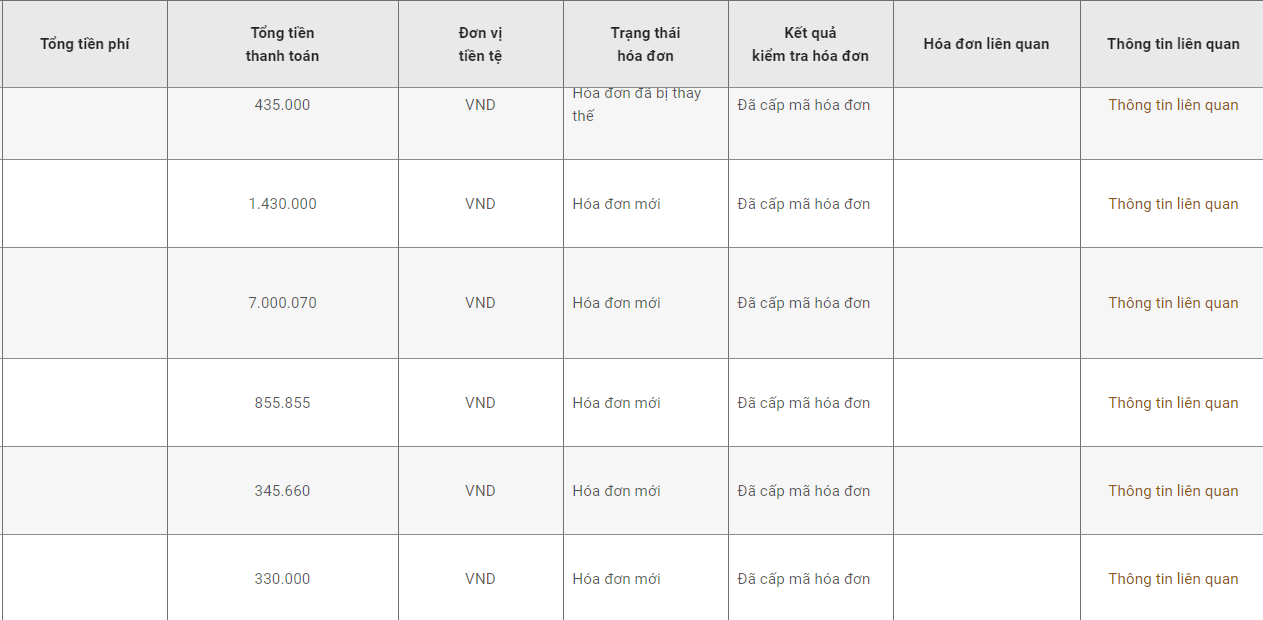 Tổng tiền phí
Tổng tiền
thanh toán
Đơn vị
tiền tệ
Trạng thái
hóa đơn
Kết quả
kiểm tra hóa đơn
Hóa đơn liên quan
Thông tin liên quan
435.000
VND
Hóa đơn đã bị thay
thế
Đã cấp mã hóa đơn
Thông tin liên quan
1.430.000
VND
Hóa đơn mới
Đã cấp mã hóa đơn
Thông tin liên quan
7.000.070
VND
Hóa đơn mới
Đã cấp mã hóa đơn
Thông tin liên quan
855.855
VND
Hóa đơn mới
Đã cấp mã hóa đơn
Thông tin liên quan
345.660
VND
Hóa đơn mới
Đã cấp mã hóa đơn
Thông tin liên quan
330.000
VND
Hóa đơn mới
Đã cấp mã hóa đơn
Thông tin liên quan